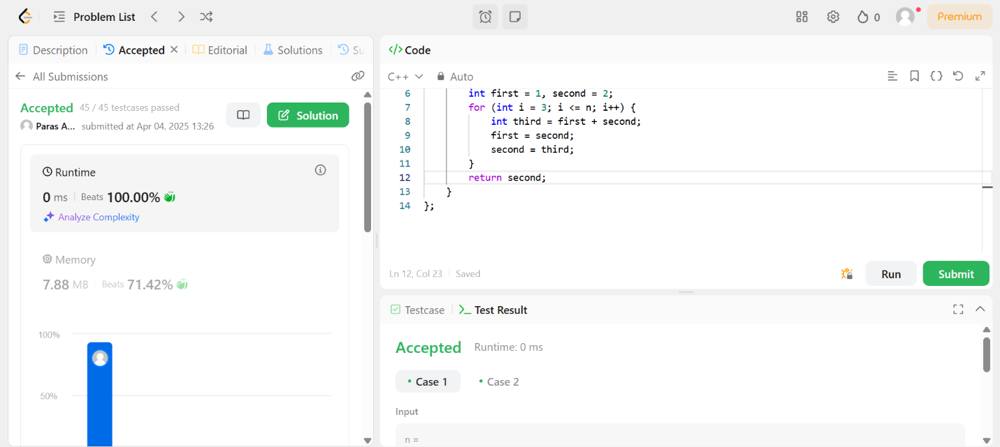 Problem List
0
Premium
Description
Accepted
Editorial
Solutions
Su
All Submissions
Accepted 45 / 45 testcases passed
Paras A... submitted at Apr 04, 2025 13:26
Solution
Runtime
0 ms Beats 100.00%
Analyze Complexity
Memory
7.88 MB Beats 71.42%
100%
50%
</> Code
C++ Auto
6 int first = 1, second = 2;
7 for (int i = 3; i <= n; i++) {
8 int third = first + second;
9 first = second;
10 second = third;
11 }
12 return second;
13 }
14 };
Ln 12, Col 23 Saved
Run
Submit
Testcase
Test Result
Accepted Runtime: 0 ms
Case 1
Case 2
Input
n =